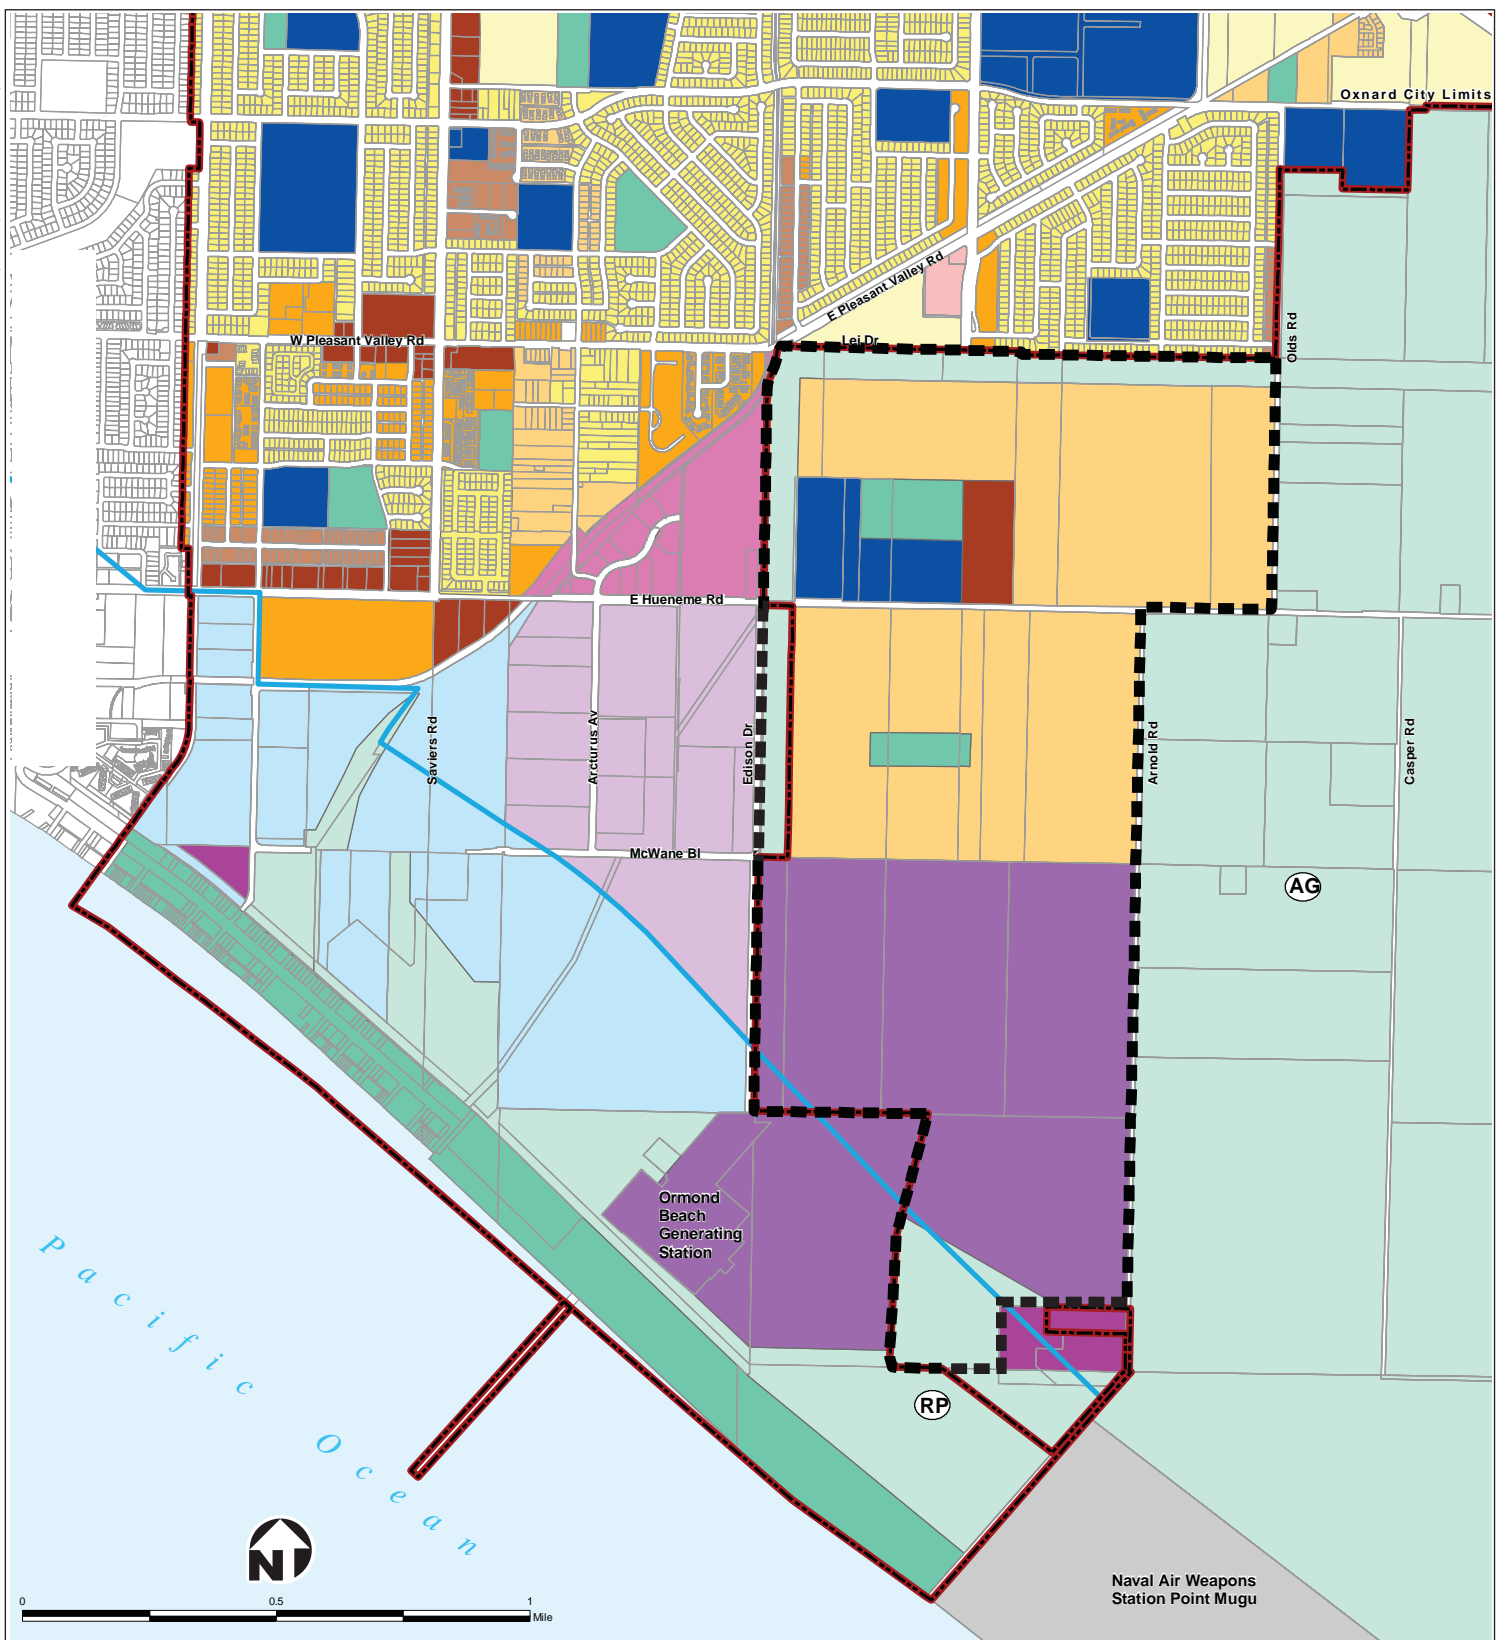 Oxnard City Limits
E Pleasant Valley Rd
Olds Rd
W Pleasant Valley Rd
Lei Dr
E Hueneme Rd
Saviers Rd
Arcturus Av
Edison Dr
Arnold Rd
Casper Rd
McWane Bl
AG
Ormond
Beach
Generating
Station
Pacific
Ocean
RP
N
Naval Air Weapons
Station Point Mugu
0 0.5 1
Mile